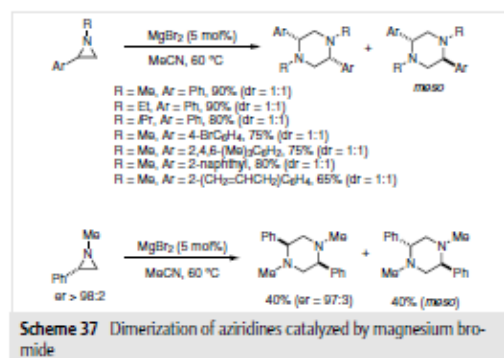 R
N
Ar
MgBr2 (5 mol%)
MeCN, 60 °C
Ar
R
N
N
R
Ar
+
Ar
R
N
N
R
Ar
meso
R = Me, Ar = Ph, 90% (dr = 1:1)
R = Et, Ar = Ph, 90% (dr = 1:1)
R = iPr, Ar = Ph, 80% (dr = 1:1)
R = Me, Ar = 4-BrC6H4, 75% (dr = 1:1)
R = Me, Ar = 2,4,6-(Me)3C6H2, 75% (dr = 1:1)
R = Me, Ar = 2-naphthyl, 80% (dr = 1:1)
R = Me, Ar = 2-(CH2=CHCH2)C6H4, 65% (dr = 1:1)
Me
N
Ph
er > 98:2
MgBr2 (5 mol%)
MeCN, 60 °C
Ph
Me
N
N
Me
Ph
40% (er = 97:3)
+
Ph
Me
N
N
Me
Ph
40% (meso)
Scheme 37 Dimerization of aziridines catalyzed by magnesium bro-
mide